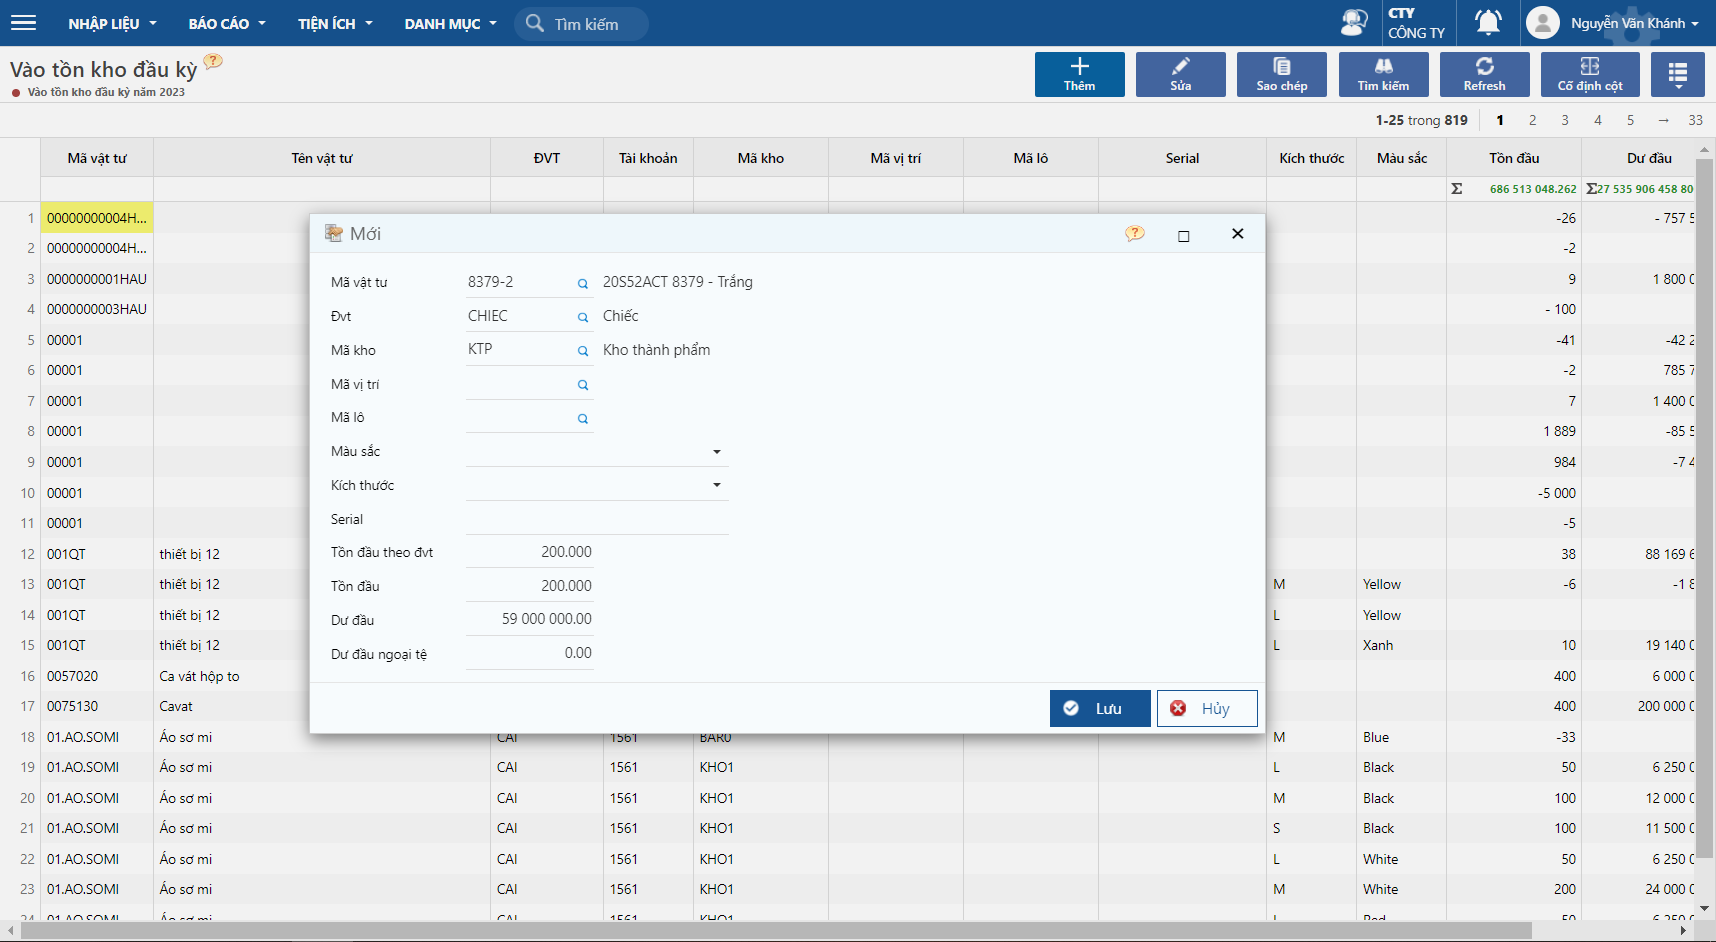 NHẬP LIỆU BÁO CÁO TIỆN ÍCH DANH MỤC Tìm kiếm CTY CÔNG TY Nguyễn Văn Khánh
Vào tồn kho đầu kỳ ?
Vào tồn kho đầu kỳ năm 2023
Thêm Sửa Sao chép Tìm kiếm Refresh Cố định cột
1-25 trong 819 1 2 3 4 5 → 33
Mã vật tư Tên vật tư ĐVT Tài khoản Mã kho Mã vị trí Mã lô Serial Kích thước Màu sắc Tồn đầu Dư đầu
Σ 686 513 048.262 Σ27 535 906 458 80
1 00000000004H... -26 - 757 5
2 00000000004H... -2
3 0000000001HAU 9 1 800 0
4 0000000003HAU - 100
5 00001 -41 -42 2
6 00001 -2 785 7
7 00001 7 1 400 0
8 00001 1 889 -85 5
9 00001 984 -7 4
10 00001 -5 000
11 00001 -5
12 001QT thiết bị 12 38 88 169 6
13 001QT thiết bị 12 M Yellow -6 -1 8
14 001QT thiết bị 12 L Yellow
15 001QT thiết bị 12 L Xanh 10 19 140 0
16 0057020 Ca vát hộp to 400 6 000 0
17 0075130 Cavat 400 200 000 0
18 01.AO.SOMI Áo sơ mi CAI 1561 BARU M Blue -33
19 01.AO.SOMI Áo sơ mi CAI 1561 KHO1 L Black 50 6 250 0
20 01.AO.SOMI Áo sơ mi CAI 1561 KHO1 M Black 100 12 000 0
21 01.AO.SOMI Áo sơ mi CAI 1561 KHO1 S Black 100 11 500 0
22 01.AO.SOMI Áo sơ mi CAI 1561 KHO1 L White 50 6 250 0
23 01.AO.SOMI Áo sơ mi CAI 1561 KHO1 M White 200 24 000 0
24 01.AO.SOMI Áo sơ mi CAI 1561 KHO1 L Red 50 6 250 0
Mới ?
Mã vật tư 8379-2 20S52ACT 8379 - Trắng
Đvt CHIEC Chiếc
Mã kho KTP Kho thành phẩm
Mã vị trí
Mã lô
Màu sắc
Kích thước
Serial
Tồn đầu theo đvt 200.000
Tồn đầu 200.000
Dư đầu 59 000 000.00
Dư đầu ngoại tệ 0.00
Lưu Hủy